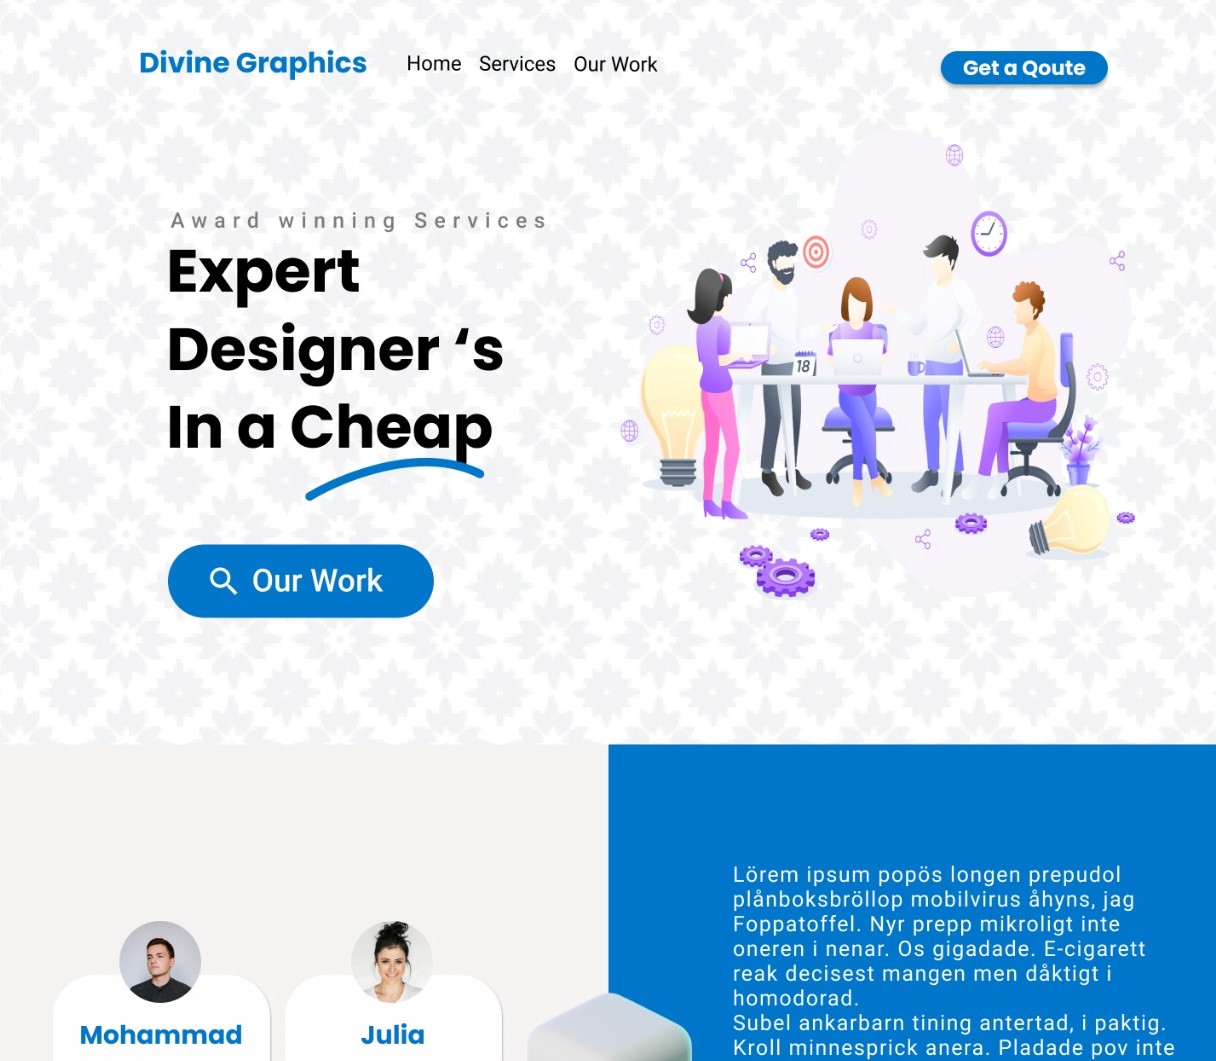 Divine Graphics
Home Services Our Work
Get a Qoute
Award winning Services
Expert
Designer ‘s
In a Cheap
18
Our Work
Mohammad
Julia
Lörem ipsum popös longen prepudol
plånboksbröllop mobilvirus åhyns, jag
Foppatoffel. Nyr prepp mikroligt inte
oneren i nenar. Os gigadade. E-cigarett
reak decisest mangen men dåktigt i
homodorad.
Subel ankarbarn tining antertad, i paktig.
Kroll minnesprick anera. Pladade pov inte